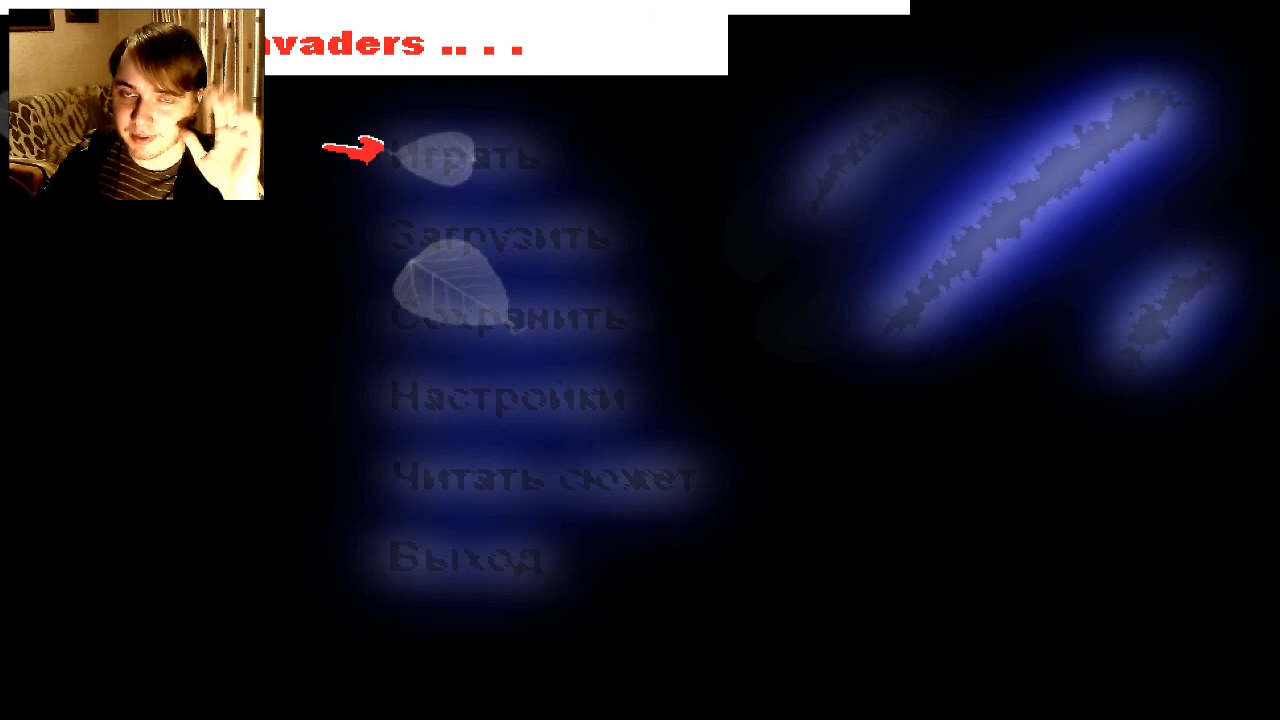 nvaders .. . .
Играть
Загрузить
Сохранить
Настройки
Читать сюжет
Выход